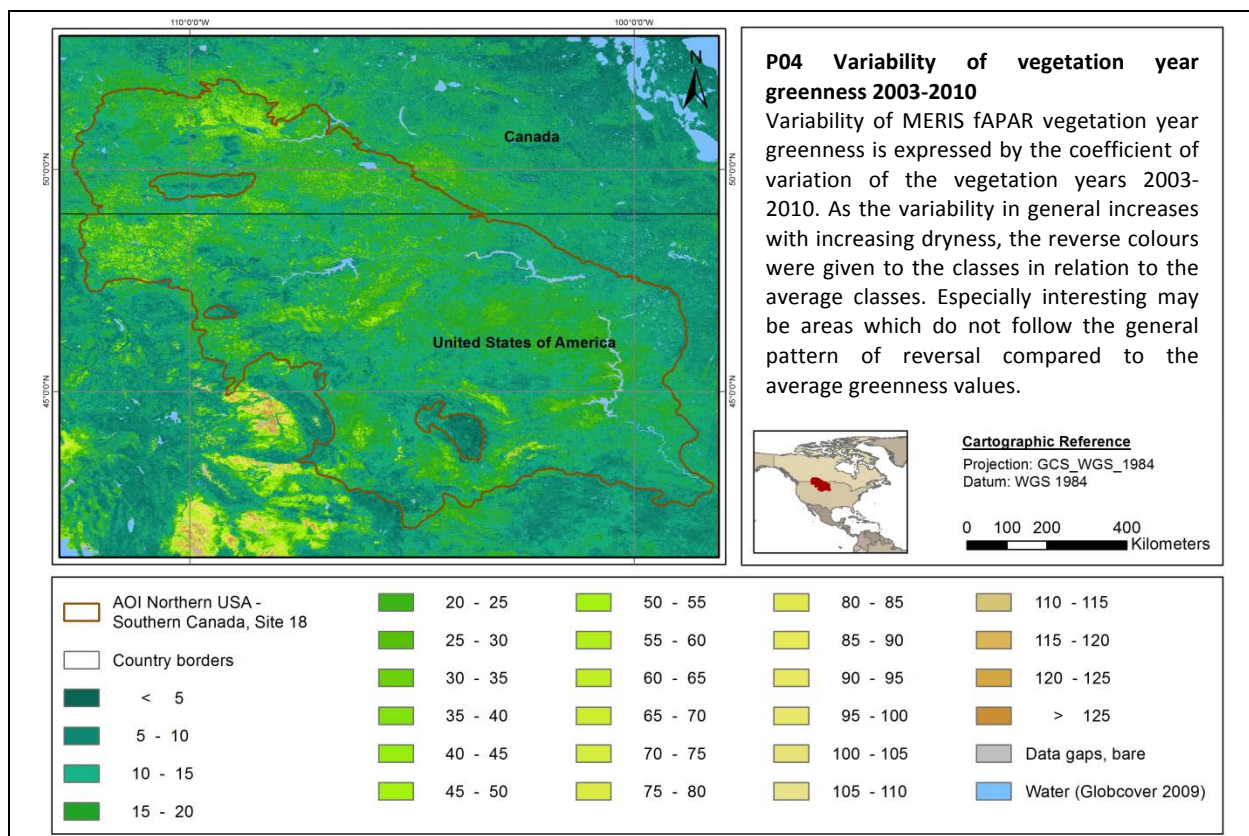 110°0'0"W
100°0'0"W
50°0'0"N
50°0'0"N
45°0'0"N
45°0'0"N
N
Canada
United States of America
P04 Variability of vegetation year
greenness 2003-2010
Variability of MERIS fAPAR vegetation year
greenness is expressed by the coefficient of
variation of the vegetation years 2003-
2010. As the variability in general increases
with increasing dryness, the reverse colours
were given to the classes in relation to the
average classes. Especially interesting may
be areas which do not follow the general
pattern of reversal compared to the
average greenness values.
Cartographic Reference
Projection: GCS_WGS_1984
Datum: WGS 1984
0 100 200 400
Kilometers
AOI Northern USA -
Southern Canada, Site 18
Country borders
< 5
5 - 10
10 - 15
15 - 20
20 - 25
25 - 30
30 - 35
35 - 40
40 - 45
45 - 50
50 - 55
55 - 60
60 - 65
65 - 70
70 - 75
75 - 80
80 - 85
85 - 90
90 - 95
95 - 100
100 - 105
105 - 110
110 - 115
115 - 120
120 - 125
> 125
Data gaps, bare
Water (Globcover 2009)